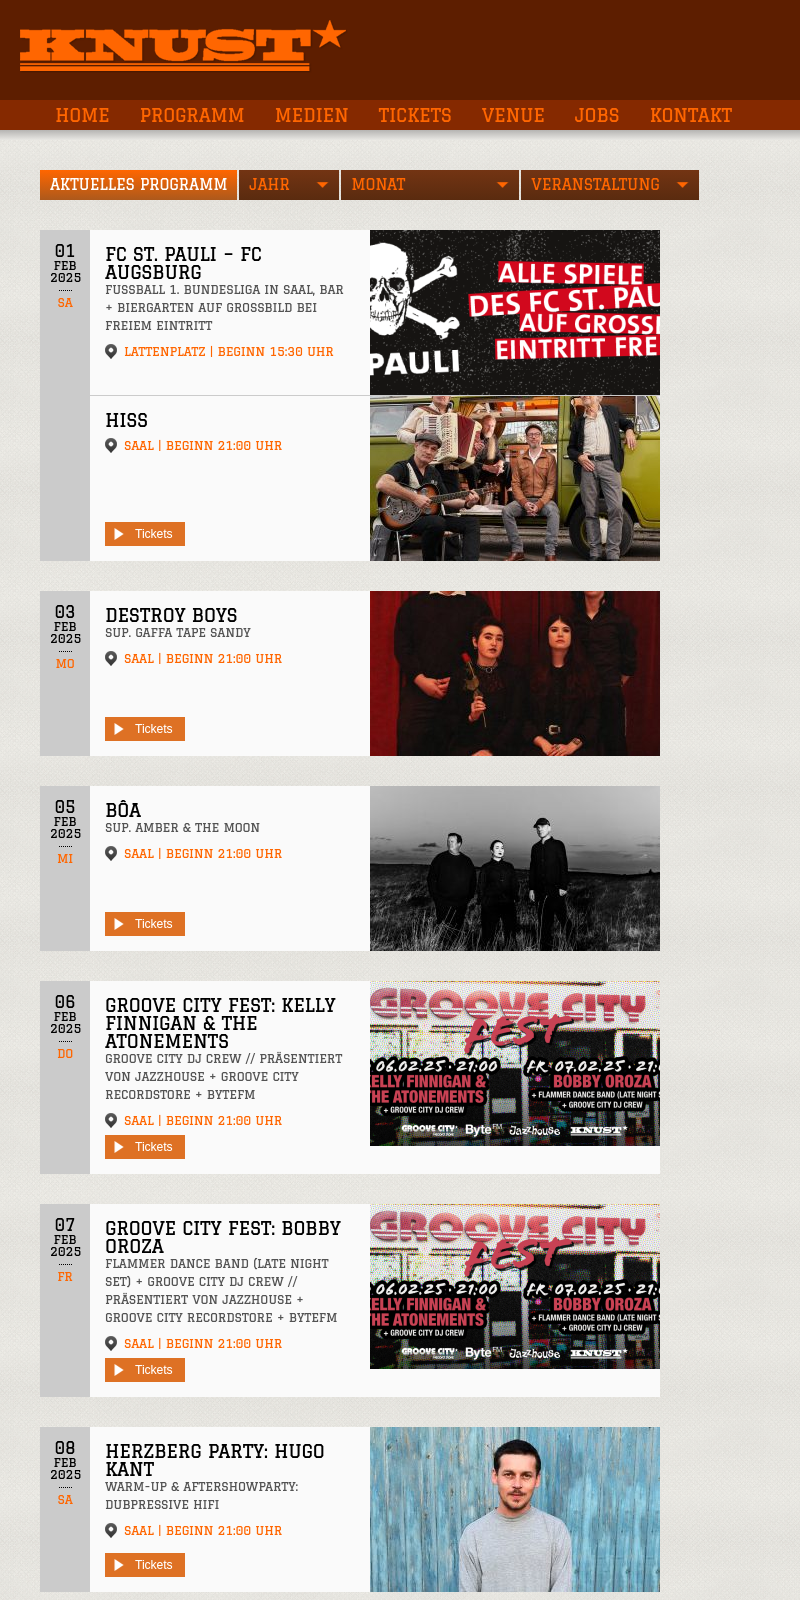 KNUST
HOME PROGRAMM MEDIEN TICKETS VENUE JOBS KONTAKT
AKTUELLES PROGRAMM JAHR MONAT VERANSTALTUNG
01
FEB
2025
SA
FC ST. PAULI – FC
AUGSBURG
FUSSBALL 1. BUNDESLIGA IN SAAL, BAR
+ BIERGARTEN AUF GROSSBILD BEI
FREIEM EINTRITT
LATTENPLATZ | BEGINN 15:30 UHR
PAULI
ALLE SPIELE
DES FC ST. PAU
AUF GROSS
EINTRITT FRE
HISS
SAAL | BEGINN 21:00 UHR
Tickets
03
FEB
2025
MO
DESTROY BOYS
SUP. GAFFA TAPE SANDY
SAAL | BEGINN 21:00 UHR
Tickets
05
FEB
2025
MI
BÔA
SUP. AMBER & THE MOON
SAAL | BEGINN 21:00 UHR
Tickets
06
FEB
2025
DO
GROOVE CITY FEST: KELLY
FINNIGAN & THE
ATONEMENTS
GROOVE CITY DJ CREW // PRÄSENTIERT
VON JAZZHOUSE + GROOVE CITY
RECORDSTORE + BYTEFM
SAAL | BEGINN 21:00 UHR
Tickets
GROOVE CITY
FEST
06.02.25 · 21:00
ELLY FINNIGAN &
THE ATONEMENTS
+ GROOVE CITY DJ CREW
FR 07.02.25 · 21:0
BOBBY OROZA
+ FLAMMER DANCE BAND (LATE NIGHT S
+ GROOVE CITY DJ CREW
GROOVE CITY ByteFM Jazzhouse KNUST
07
FEB
2025
FR
GROOVE CITY FEST: BOBBY
OROZA
FLAMMER DANCE BAND (LATE NIGHT
SET) + GROOVE CITY DJ CREW //
PRÄSENTIERT VON JAZZHOUSE +
GROOVE CITY RECORDSTORE + BYTEFM
SAAL | BEGINN 21:00 UHR
Tickets
GROOVE CITY
FEST
06.02.25 · 21:00
ELLY FINNIGAN &
THE ATONEMENTS
+ GROOVE CITY DJ CREW
FR 07.02.25 · 21:0
BOBBY OROZA
+ FLAMMER DANCE BAND (LATE NIGHT S
+ GROOVE CITY DJ CREW
GROOVE CITY ByteFM Jazzhouse KNUST
08
FEB
2025
SA
HERZBERG PARTY: HUGO
KANT
WARM-UP & AFTERSHOWPARTY:
DUBPRESSIVE HIFI
SAAL | BEGINN 21:00 UHR
Tickets